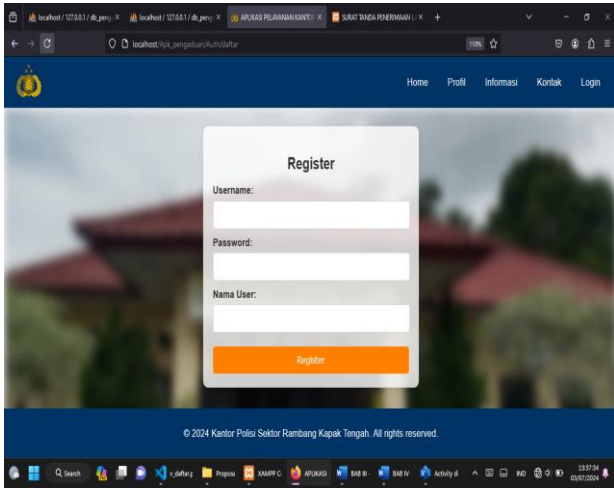 localhost / 127.0.0.1 / db_peng
localhost / 127.0.0.1 / db_peng
APLIKASI PELAYANAN KANTO
SURAT TANDA PENERIMAAN
localhost/Apk_pengaduan/Auth/daftar
110%
Home Profil Informasi Kontak Login
Register
Username:
Password:
Nama User:
Register
© 2024 Kantor Polisi Sektor Rambang Kapak Tengah. All rights reserved.
Search
v_daftar.p
Propos
XAMPP C
APLIKASI
BAB III -
BAB IV
Activity d
IND
13:37:34
03/07/2024